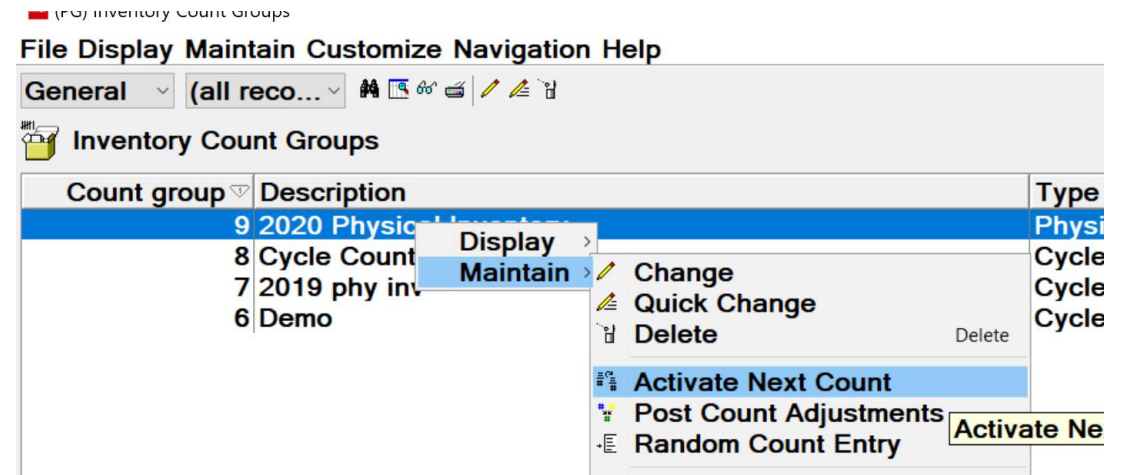 (PG) Inventory Count Groups
File Display Maintain Customize Navigation Help
General (all reco...
Inventory Count Groups
Count group Description Type
9 2020 Physical Inventory Physi
8 Cycle Count Cycle
7 2019 phy inv Cycle
6 Demo Cycle
Display
Maintain
Change
Quick Change
Delete Delete
Activate Next Count
Post Count Adjustments
Activate Ne
Random Count Entry